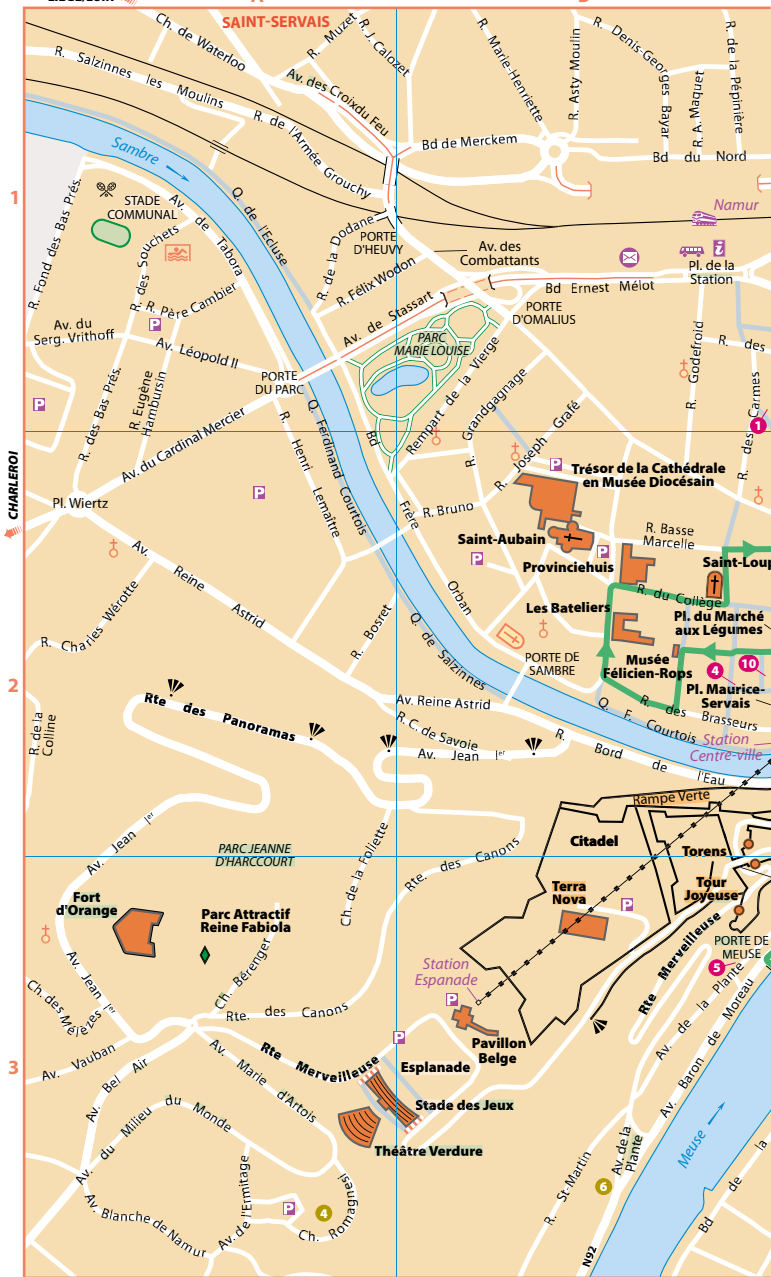 SAINT-SERVAIS
Ch. de Waterloo
R. Muzet
R. J. Calozet
R. Marie-Henriette
R. Asty Moulin
R. Denis-Georges Bayar
R. de la Pépinière
R. A. Maquet
R. Salzinnes les Moulins
Av. des Croixdu Feu
R. de l'Armée Grouchy
Bd de Merckem
Bd du Nord
Sambre
1
STADE
COMMUNAL
Av. de Tabora
Q. de l'Ecluse
R. Fond des Bas Prés.
R. des Souchets
R. Père Cambier
R. de la Dodane
PORTE
D'HEUVY
R. Félix Wodon
Av. des
Combattants
Namur
i
Pl. de la
Station
Bd Ernest Mélot
PORTE
D'OMALIUS
Av. de Stassart
Av. du
Serg. Vrithoff
P
Av. Léopold II
PARC
MARIE LOUISE
PORTE
DU PARC
Rempart de la Vierge
R. Godefroid
R. des
P
R. des Bas Prés.
R. Eugène
Hambursin
R. Grandgagnage
R. des Carmes
1
Av. du Cardinal Mercier
R. Henri Lemaître
Q. Ferdinand Courtois
Bd Frère Orban
R. Joseph Grafé
CHARLEROI
P
P
Trésor de la Cathédrale
en Musée Diocésain
Pl. Wiertz
R. Bruno
R. Basse
Marcelle
Saint-Aubain
P
P
Provinciehuis
Saint-Loup
Av. Reine Astrid
R. Charles Wérotte
R. Bosret
Q. de Salzinnes
R. du Collège
Les Bateliers
Pl. du Marché
aux Légumes
PORTE DE
SAMBRE
Musée
Félicien-Rops
4
10
Pl. Maurice-
Servais
2
R. de la
Colline
Rte des Panoramas
Av. Reine Astrid
R. C. de Savoie
Av. Jean Ier
Q. F. Courtois
R. des Brasseurs
Station
Centre-ville
R. Bord de l'Eau
Rampe Verte
Av. Jean Ier
PARC JEANNE
D'HARCCOURT
Ch. de la Follette
Rte. des Canons
Citadel
Torens
Terra
Nova
P
Tour
Joyeuse
Fort
d'Orange
Parc Attractif
Reine Fabiola
Av. Jean Ier
Ch. des Mélèzes
Ch. Bérenger
Rte. des Canons
Station
Espanade
P
Pavillon
Belge
Rte Merveilleuse
PORTE DE
MEUSE
5
Av. de la Plante
Av. Baron de Moreau
3
Av. Vauban
Av. Bel Air
Rte Merveilleuse
P
Esplanade
Av. Marie d'Artois
Stade des Jeux
Théâtre Verdure
Av. du Milieu du Monde
Av. de l'Ermitage
Av. Blanche de Namur
P
4
Ch. Romagnesi
R. St-Martin
Av. de la
Plante
6
Meuse
N92
Bd de la